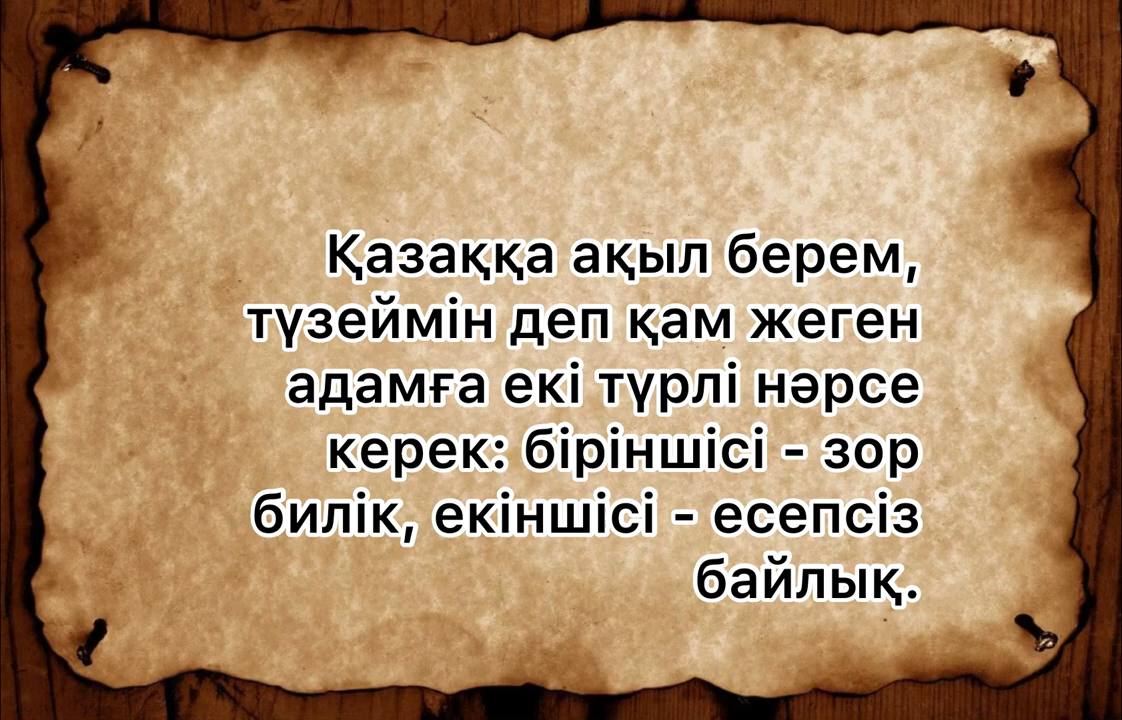 Қазаққа ақыл берем,
түзеймін деп қам жеген
адамға екі түрлі нәрсе
керек: біріншісі - зор
билік, екіншісі - есепсіз
байлық.